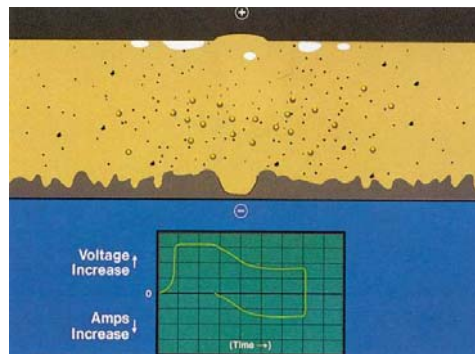 +
−
Voltage
Increase ↑
0
Amps
Increase ↓
(Time →)